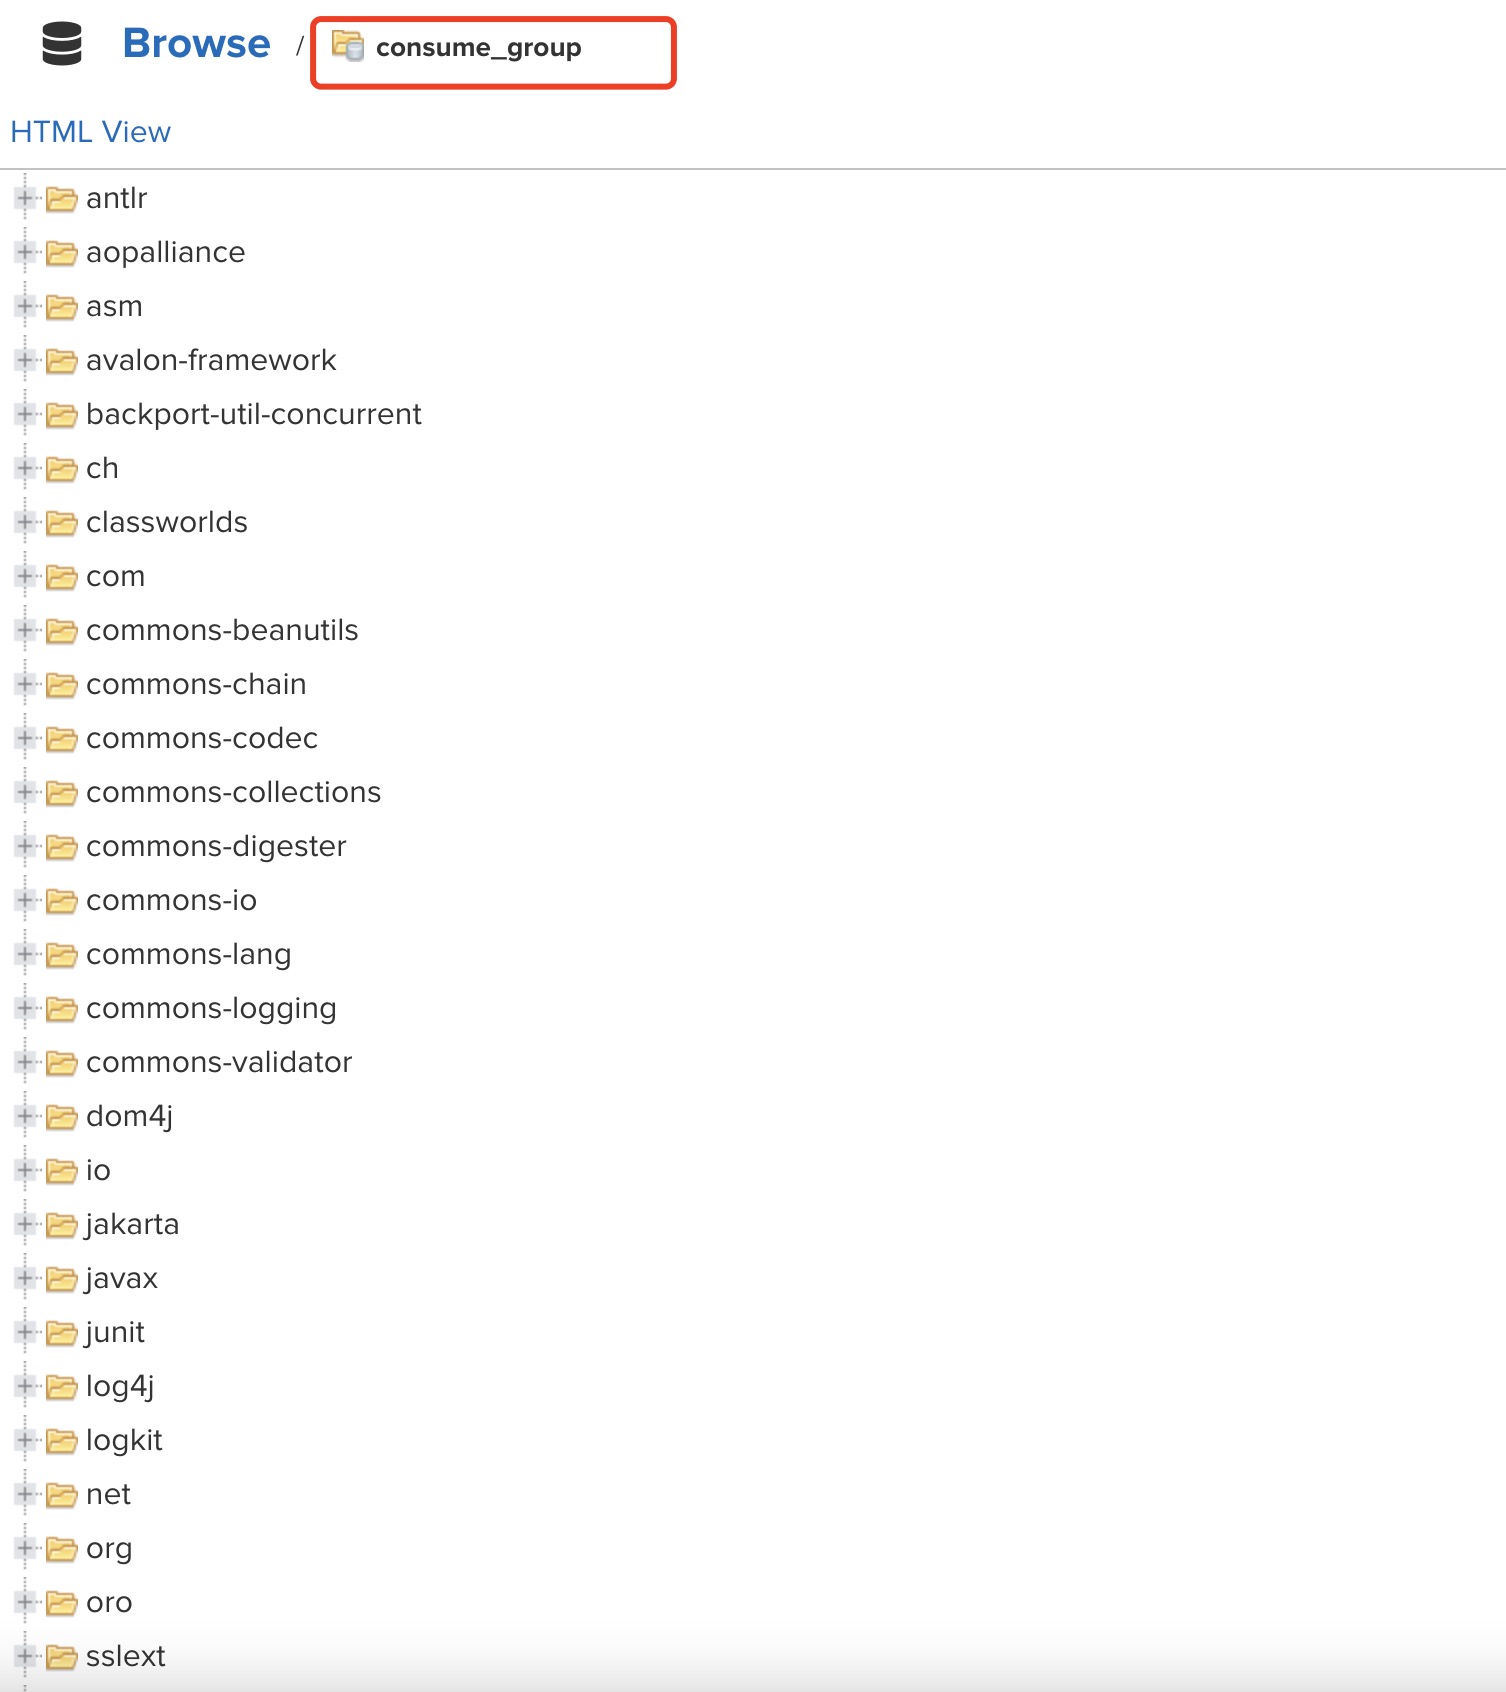 Browse / consume_group
HTML View
antlr
aopalliance
asm
avalon-framework
backport-util-concurrent
ch
classworlds
com
commons-beanutils
commons-chain
commons-codec
commons-collections
commons-digester
commons-io
commons-lang
commons-logging
commons-validator
dom4j
io
jakarta
javax
junit
log4j
logkit
net
org
oro
sslext